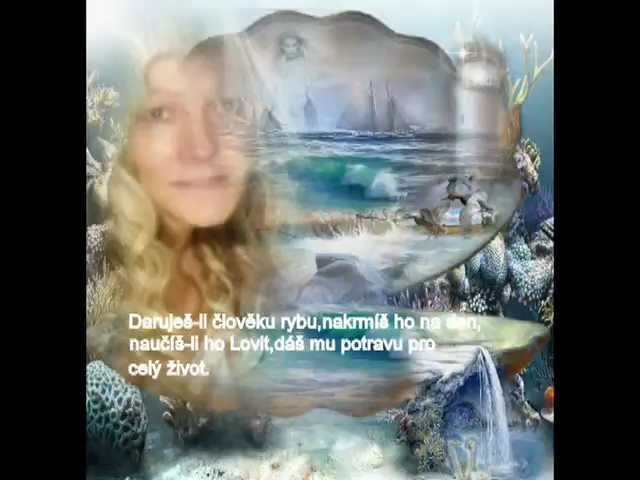 Daruješ-li člověku rybu,nakrmíš ho na den,
naučíš-li ho Lovit,dáš mu potravu pro
celý život.